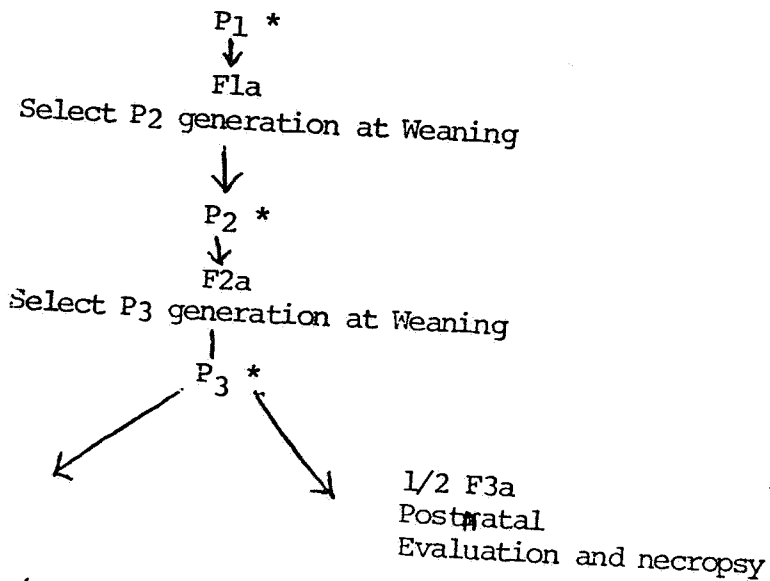 P1 *
F1a
Select P2 generation at Weaning
P2 *
F2a
Select P3 generation at Weaning
P3 *
1/2 F3a
Postnatal
Evaluation and necropsy